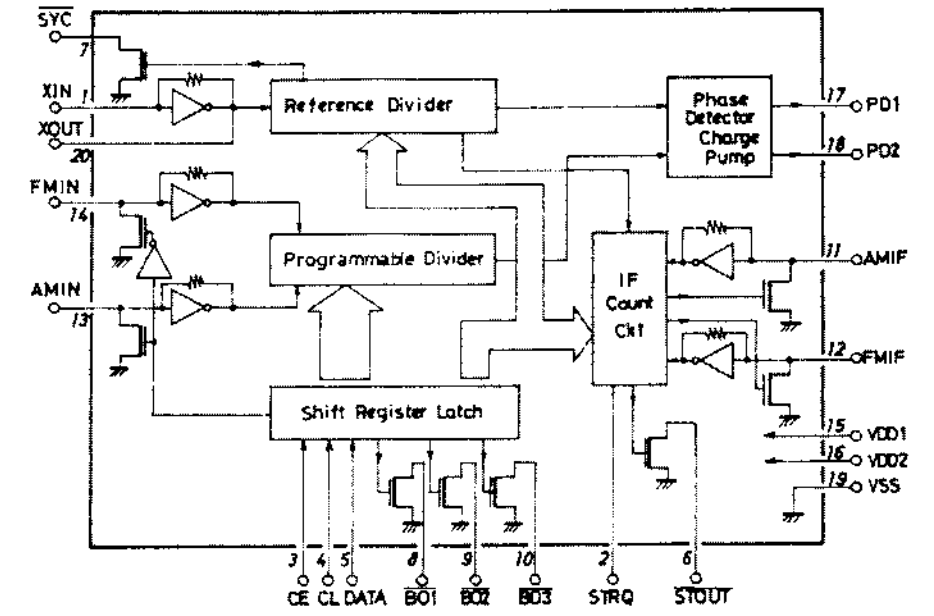 SYC
7
XIN
1
XOUT
20
FMIN
14
AMIN
13
Reference Divider
Programmable Divider
Shift Register Latch
Phase
Detector
Charge
Pump
17
PD1
18
PD2
IF
Count
Ckt
11
AMIF
12
FMIF
15
VDD1
16
VDD2
19
VSS
3 4 5 8 9 10 2 6
CE CL DATA BO1 BO2 BO3 STRQ STOUT